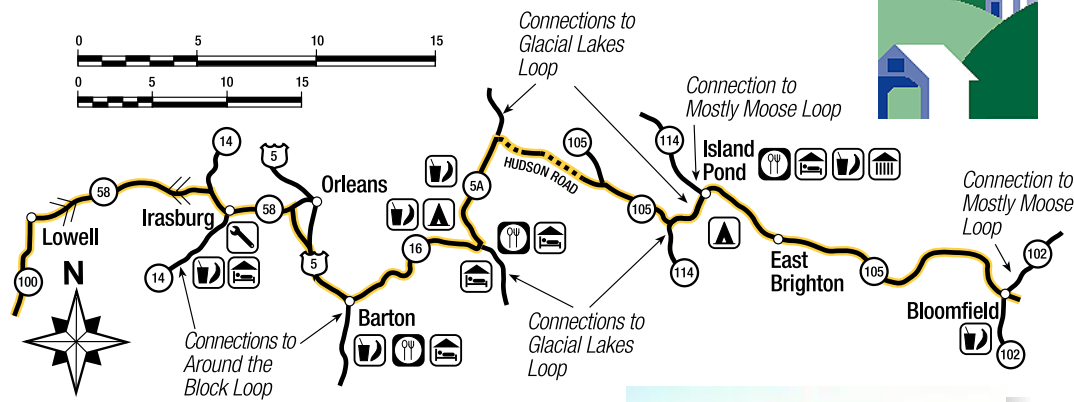 0 5 10 15
0 5 10 15
Connections to
Glacial Lakes
Loop
Connection to
Mostly Moose Loop
14
5
105
114
Island
Pond
HUDSON ROAD
58
Orleans
5A
Connection to
Mostly Moose
Loop
Irasburg
58
105
Lowell
16
102
5
East
Brighton
105
100
N
14
114
Bloomfield
Barton
Connections to
Around the
Block Loop
Connections to
Glacial Lakes
Loop
102